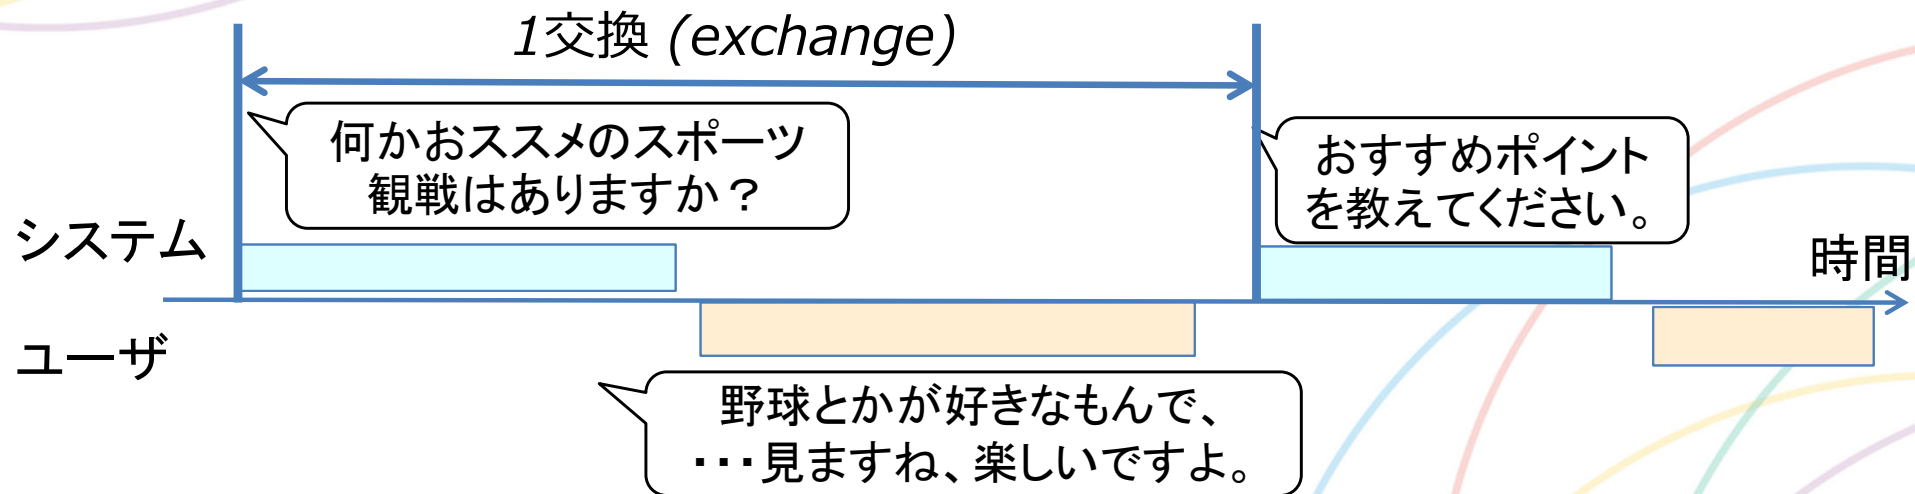 1交換 (exchange)
何かおススメのスポーツ
観戦はありますか？
おすすめポイント
を教えてください。
システム
時間
ユーザ
野球とかが好きなもんで、
・・・見ますね、楽しいですよ。